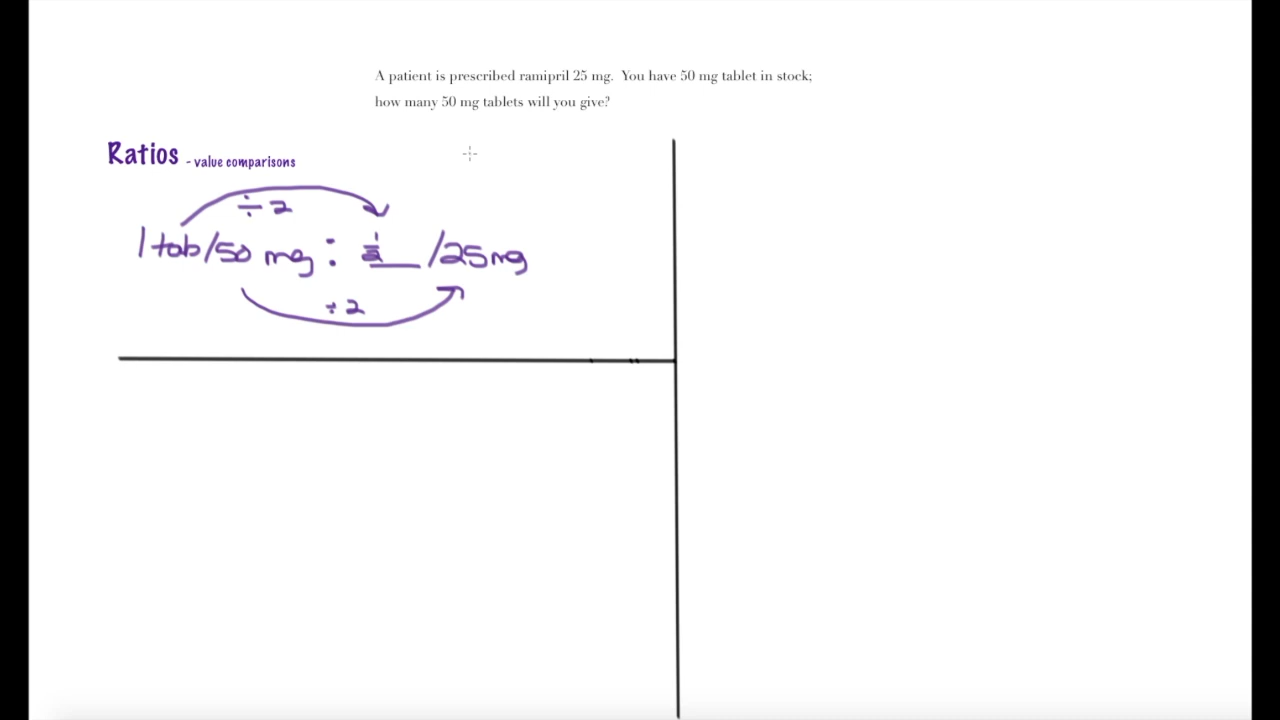 A patient is prescribed ramipril 25 mg. You have 50 mg tablet in stock;
how many 50 mg tablets will you give?
Ratios - value comparisons
÷ 2
1 tab/50 mg : 1/2 /25mg
÷ 2